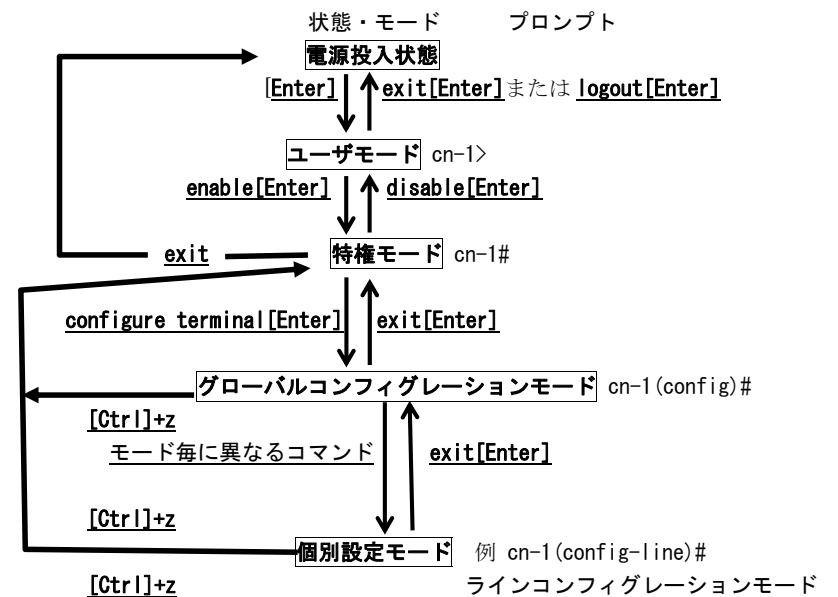 状態・モード プロンプト
電源投入状態
[Enter] exit[Enter]または logout[Enter]
ユーザモード cn-1>
enable[Enter] disable[Enter]
exit 特権モード cn-1#
configure terminal[Enter] exit[Enter]
グローバルコンフィグレーションモード cn-1(config)#
[Ctrl]+z
モード毎に異なるコマンド exit[Enter]
[Ctrl]+z
個別設定モード 例 cn-1(config-line)#
[Ctrl]+z ラインコンフィグレーションモード